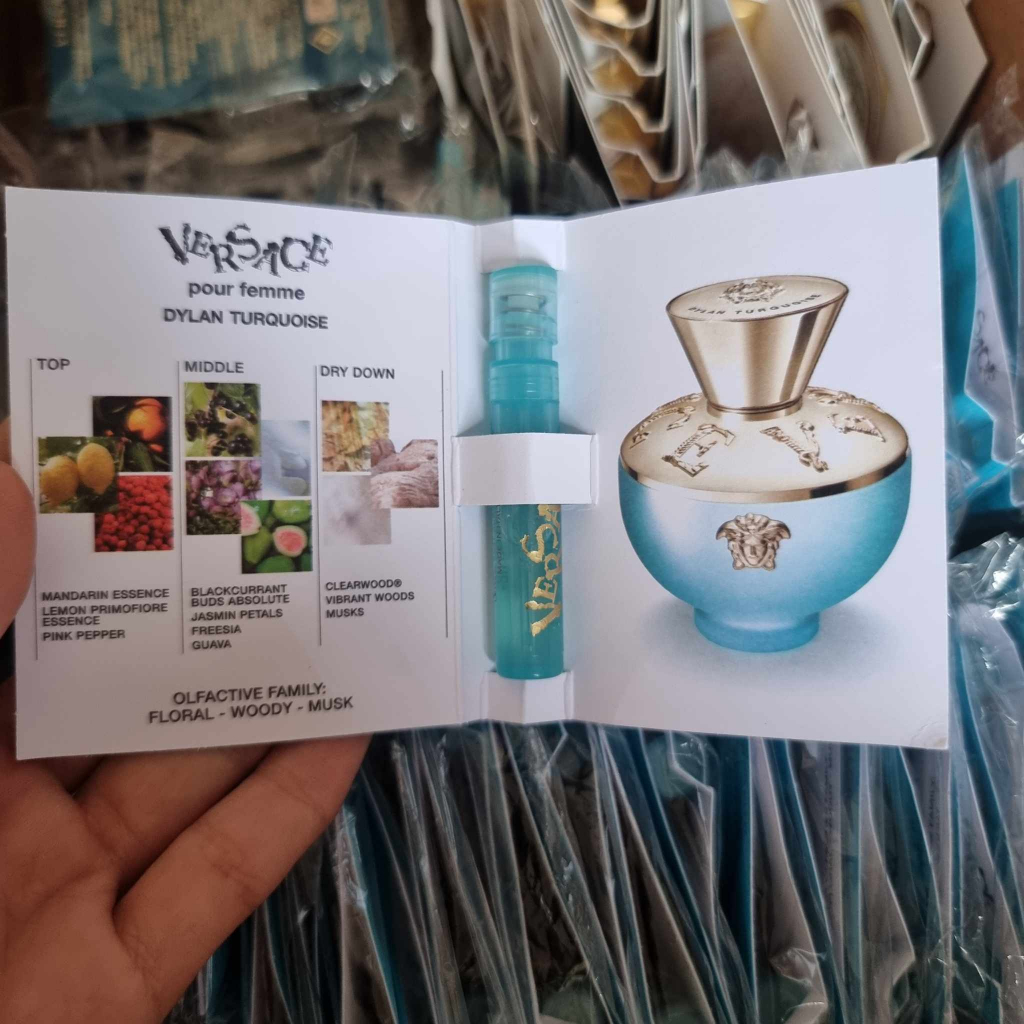 VERSACE
pour femme
DYLAN TURQUOISE
TOP
MANDARIN ESSENCE
LEMON PRIMOFIORE
ESSENCE
PINK PEPPER
MIDDLE
BLACKCURRANT
BUDS ABSOLUTE
JASMIN PETALS
FREESIA
GUAVA
DRY DOWN
CLEARWOOD®
VIBRANT WOODS
MUSKS
OLFACTIVE FAMILY:
FLORAL - WOODY - MUSK
VERSA
DYLAN TURQUOISE